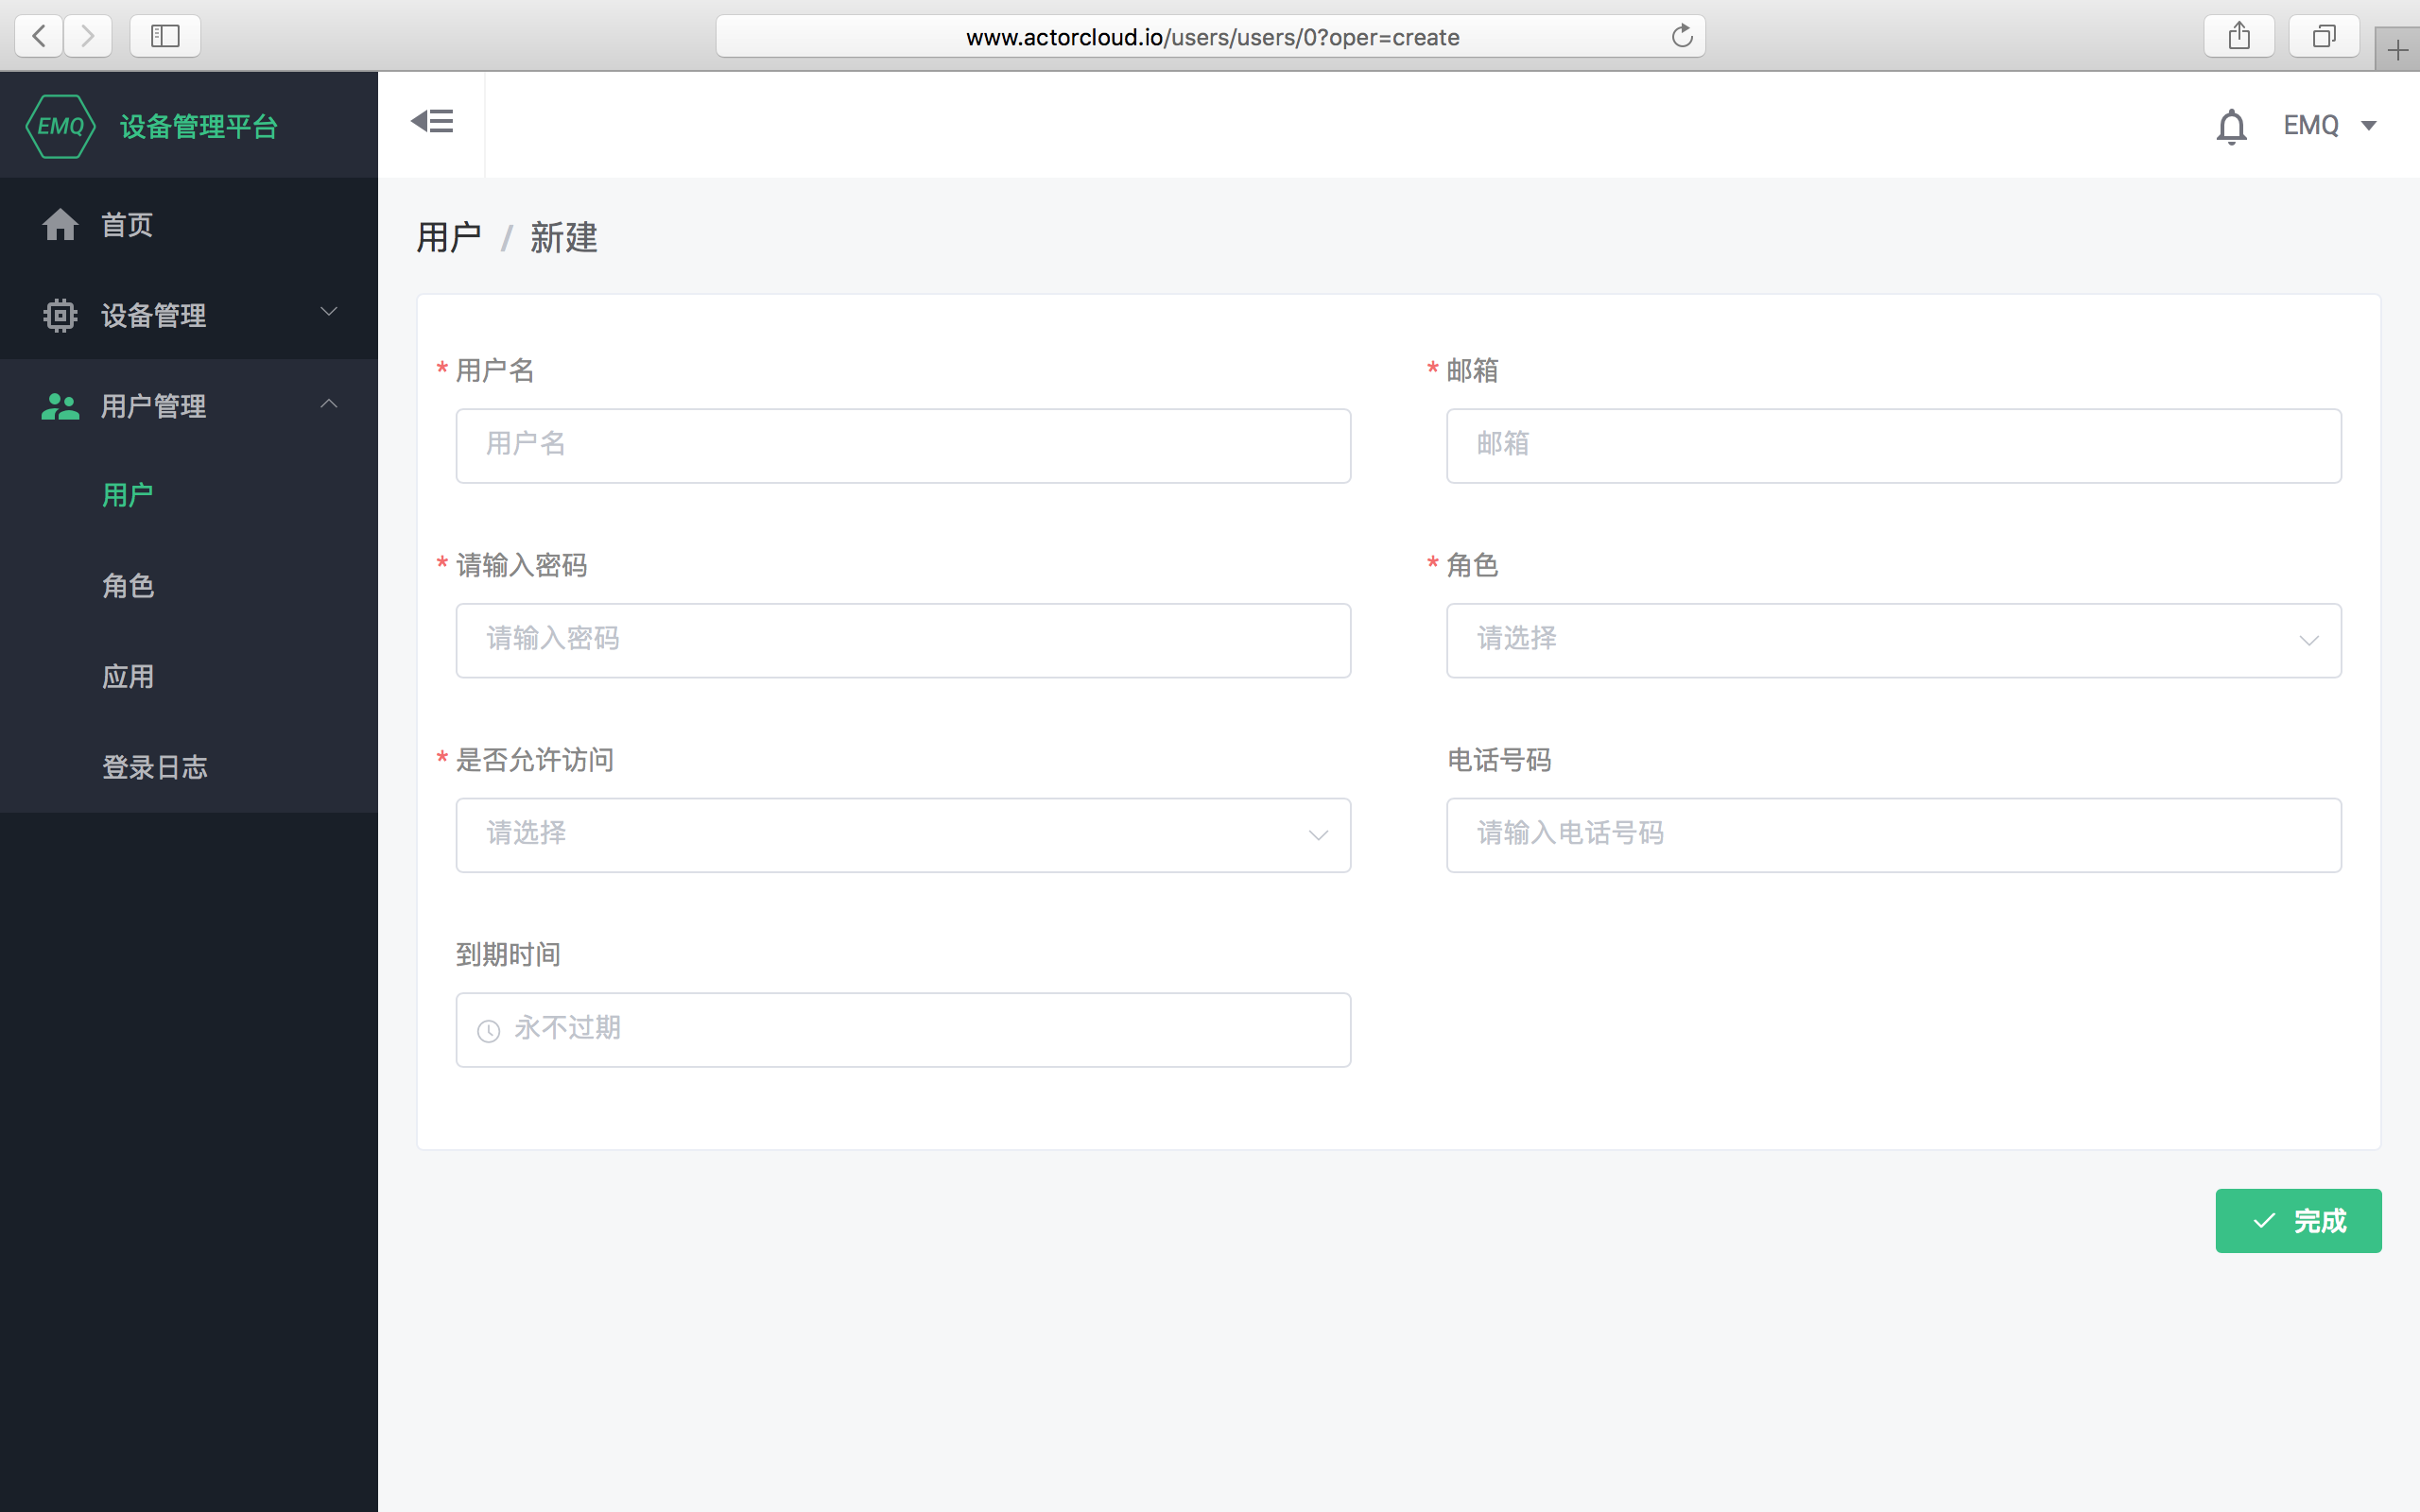 www.actorcloud.io/users/users/0?oper=create
EMQ 设备管理平台
EMQ
首页
设备管理
用户管理
用户
角色
应用
登录日志
用户 / 新建
* 用户名
用户名
* 邮箱
邮箱
* 请输入密码
请输入密码
* 角色
请选择
* 是否允许访问
请选择
电话号码
请输入电话号码
到期时间
永不过期
完成